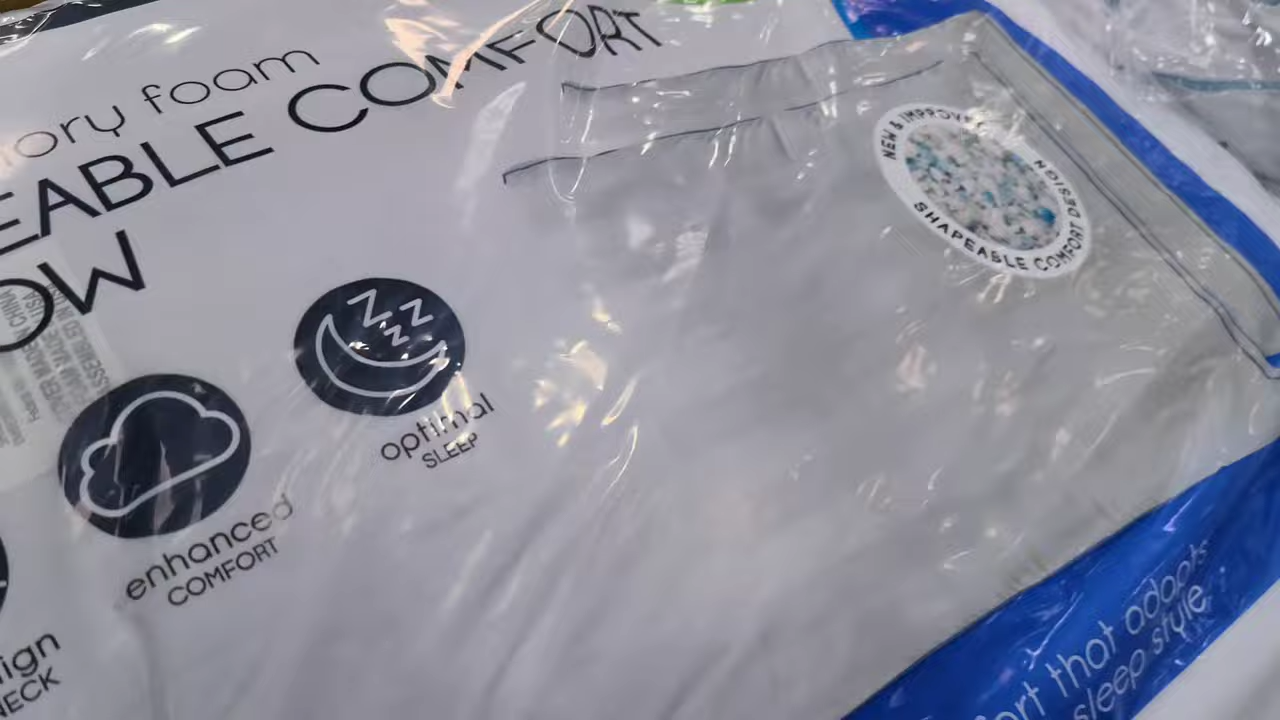 ory foam
EABLE COMFORT
OW
NEW & IMPROVED
SHAPEABLE COMFORT DESIGN
optimal
SLEEP
enhanced
COMFORT
ign
NECK
ort that adapts
sleep style